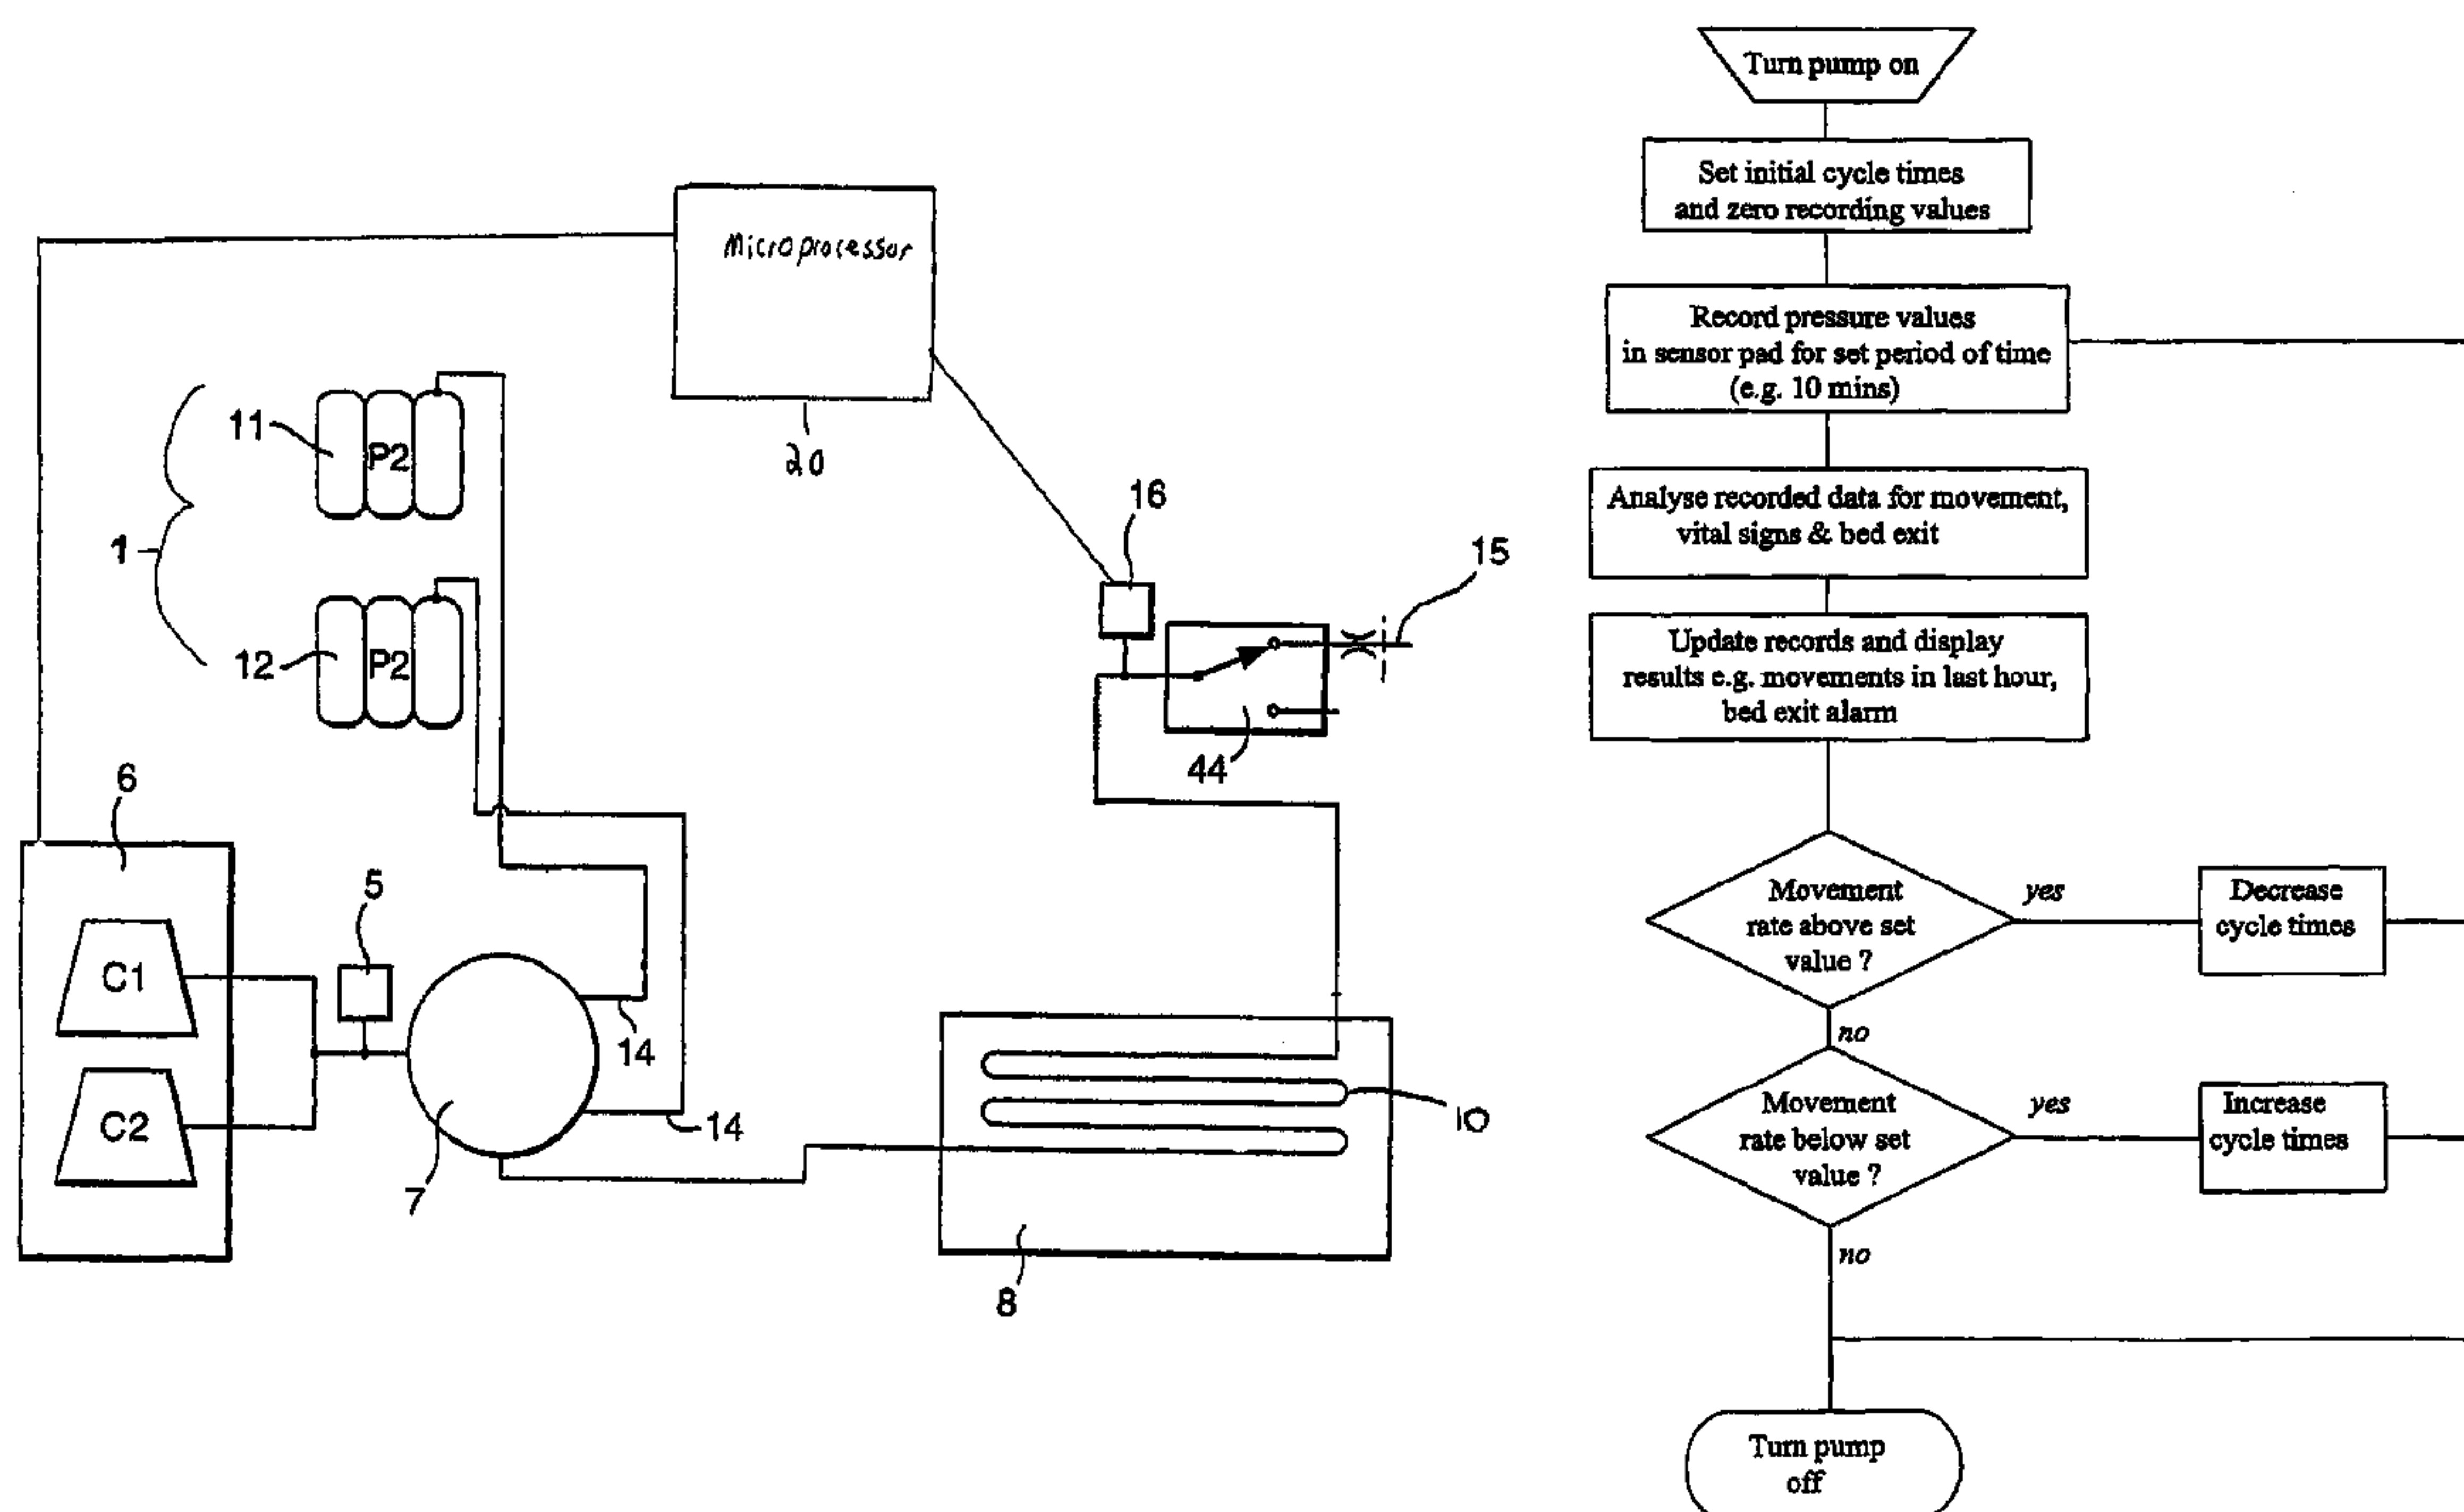 Microprocessor
20
11
P2
1
12
P2
16
15
44
6
5
C1
C2
14
14
7
10
8
Turn pump on
Set initial cycle times
and zero recording values
Record pressure values
in sensor pad for set period of time
(e.g. 10 mins)
Analyse recorded data for movement,
vital signs & bed exit
Update records and display
results e.g. movements in last hour,
bed exit alarm
Movement
rate above set
value ?
yes
Decrease
cycle times
no
Movement
rate below set
value ?
yes
Increase
cycle times
no
Turn pump
off